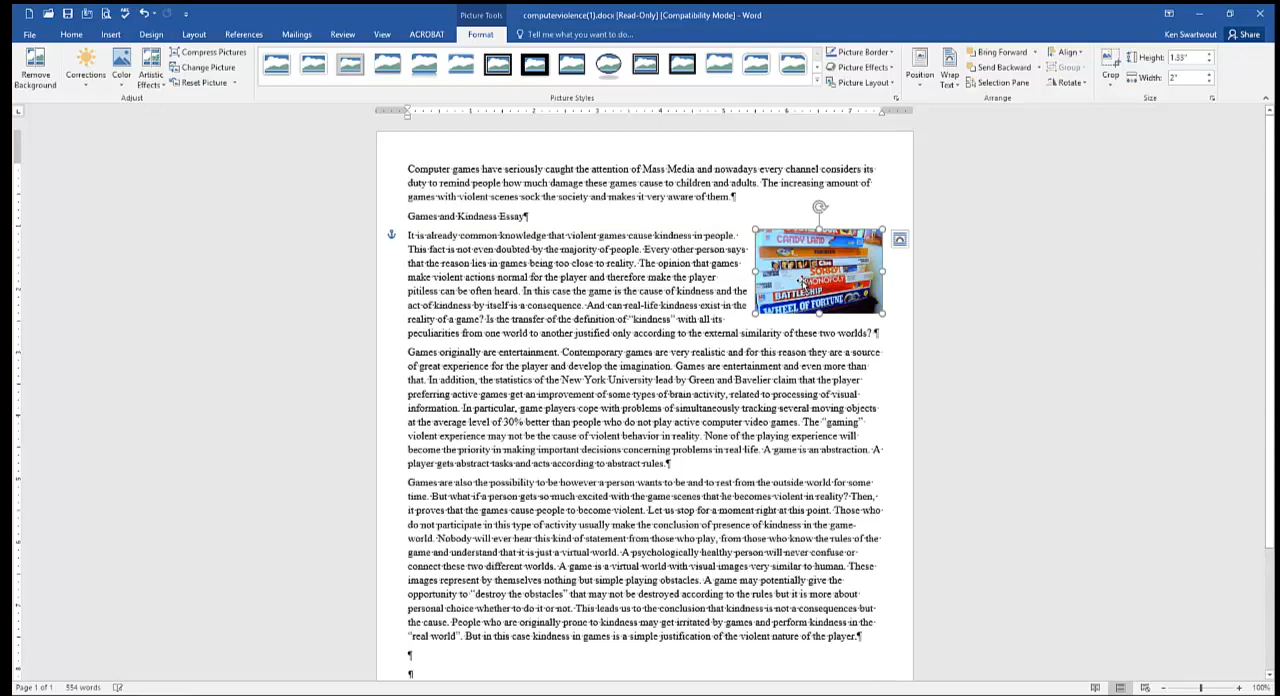 Picture Tools
computerviolence(1).docx [Read-Only] [Compatibility Mode] - Word
File Home Insert Design Layout References Mailings Review View ACROBAT Format Tell me what you want to do... Ken Swartwout Share
Remove Background
Corrections
Color
Artistic Effects
Compress Pictures
Change Picture
Reset Picture
Adjust
Picture Styles
Picture Border
Picture Effects
Picture Layout
Position
Wrap Text
Bring Forward
Send Backward
Selection Pane
Align
Group
Rotate
Arrange
Crop
Height: 1.33"
Width: 2"
Size
Computer games have seriously caught the attention of Mass Media and nowadays every channel considers its
duty to remind people how much damage these games cause to children and adults. The increasing amount of
games with violent scenes sock the society and makes it very aware of them.¶
Games and Kindness Essay¶
It is already common knowledge that violent games cause kindness in people.
This fact is not even doubted by the majority of people. Every other person says
that the reason lies in games being too close to reality. The opinion that games
make violent actions normal for the player and therefore make the player
pitiless can be often heard. In this case the game is the cause of kindness and the
act of kindness by itself is a consequence. And can real-life kindness exist in the
reality of a game? Is the transfer of the definition of "kindness" with all its
peculiarities from one world to another justified only according to the external similarity of these two worlds? ¶
CANDY LAND
Clue
SORRY
MONOPOLY
BATTLESHIP
WHEEL OF FORTUNE
Games originally are entertainment. Contemporary games are very realistic and for this reason they are a source
of great experience for the player and develop the imagination. Games are entertainment and even more than
that. In addition, the statistics of the New York University lead by Green and Bavelier claim that the player
preferring active games get an improvement of some types of brain activity, related to processing of visual
information. In particular, game players cope with problems of simultaneously tracking several moving objects
at the average level of 30% better than people who do not play active computer video games. The "gaming"
violent experience may not be the cause of violent behavior in reality. None of the playing experience will
become the priority in making important decisions concerning problems in real life. A game is an abstraction. A
player gets abstract tasks and acts according to abstract rules.¶
Games are also the possibility to be however a person wants to be and to rest from the outside world for some
time. But what if a person gets so much excited with the game scenes that he becomes violent in reality? Then,
it proves that the games cause people to become violent. Let us stop for a moment right at this point. Those who
do not participate in this type of activity usually make the conclusion of presence of kindness in the game-
world. Nobody will ever hear this kind of statement from those who play, from those who know the rules of the
game and understand that it is just a virtual world. A psychologically healthy person will never confuse or
connect these two different worlds. A game is a virtual world with visual images very similar to human. These
images represent by themselves nothing but simple playing obstacles. A game may potentially give the
opportunity to "destroy the obstacles" that may not be destroyed according to the rules but it is more about
personal choice whether to do it or not. This leads us to the conclusion that kindness is not a consequences but
the cause. People who are originally prone to kindness may get irritated by games and perform kindness in the
"real world". But in this case kindness in games is a simple justification of the violent nature of the player.¶
¶
¶
Page 1 of 1 554 words 100%